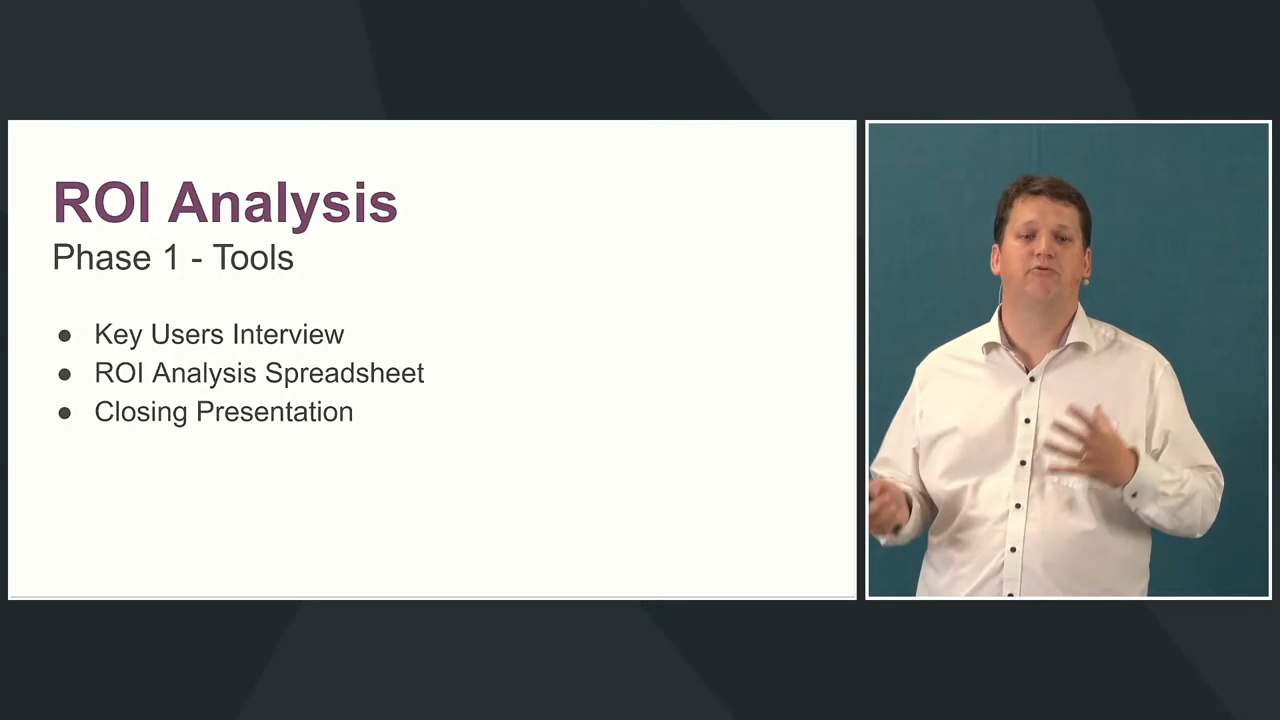 ROI Analysis
Phase 1 - Tools
● Key Users Interview
● ROI Analysis Spreadsheet
● Closing Presentation